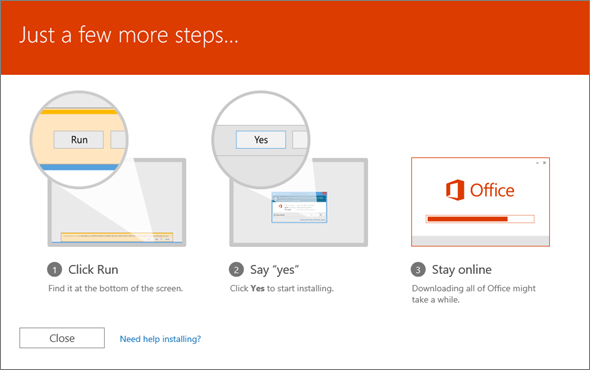 Just a few more steps...
Run
Yes
Office
1 Click Run
Find it at the bottom of the screen.
2 Say "yes"
Click Yes to start installing.
3 Stay online
Downloading all of Office might
take a while.
Close
Need help installing?